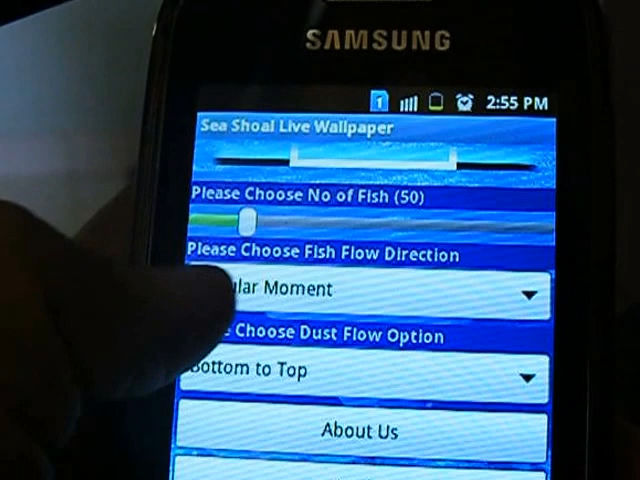 SAMSUNG
1 2:55 PM
Sea Shoal Live Wallpaper
Please Choose No of Fish (50)
Please Choose Fish Flow Direction
ular Moment
Choose Dust Flow Option
Bottom to Top
About Us